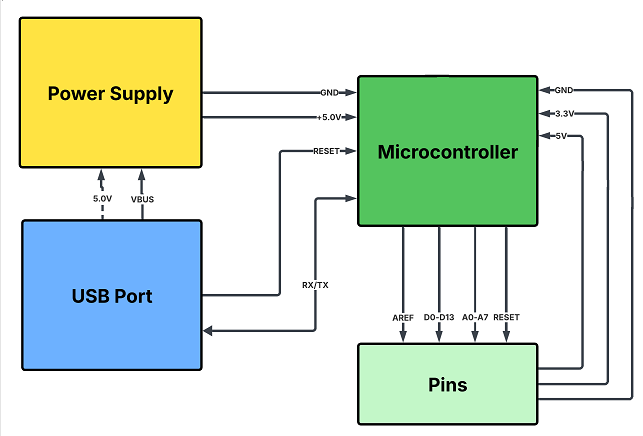 Power Supply
GND
+5.0V
RESET
Microcontroller
GND
3.3V
5V
5.0V
VBUS
USB Port
RX/TX
AREF
D0-D13
A0-A7
RESET
Pins